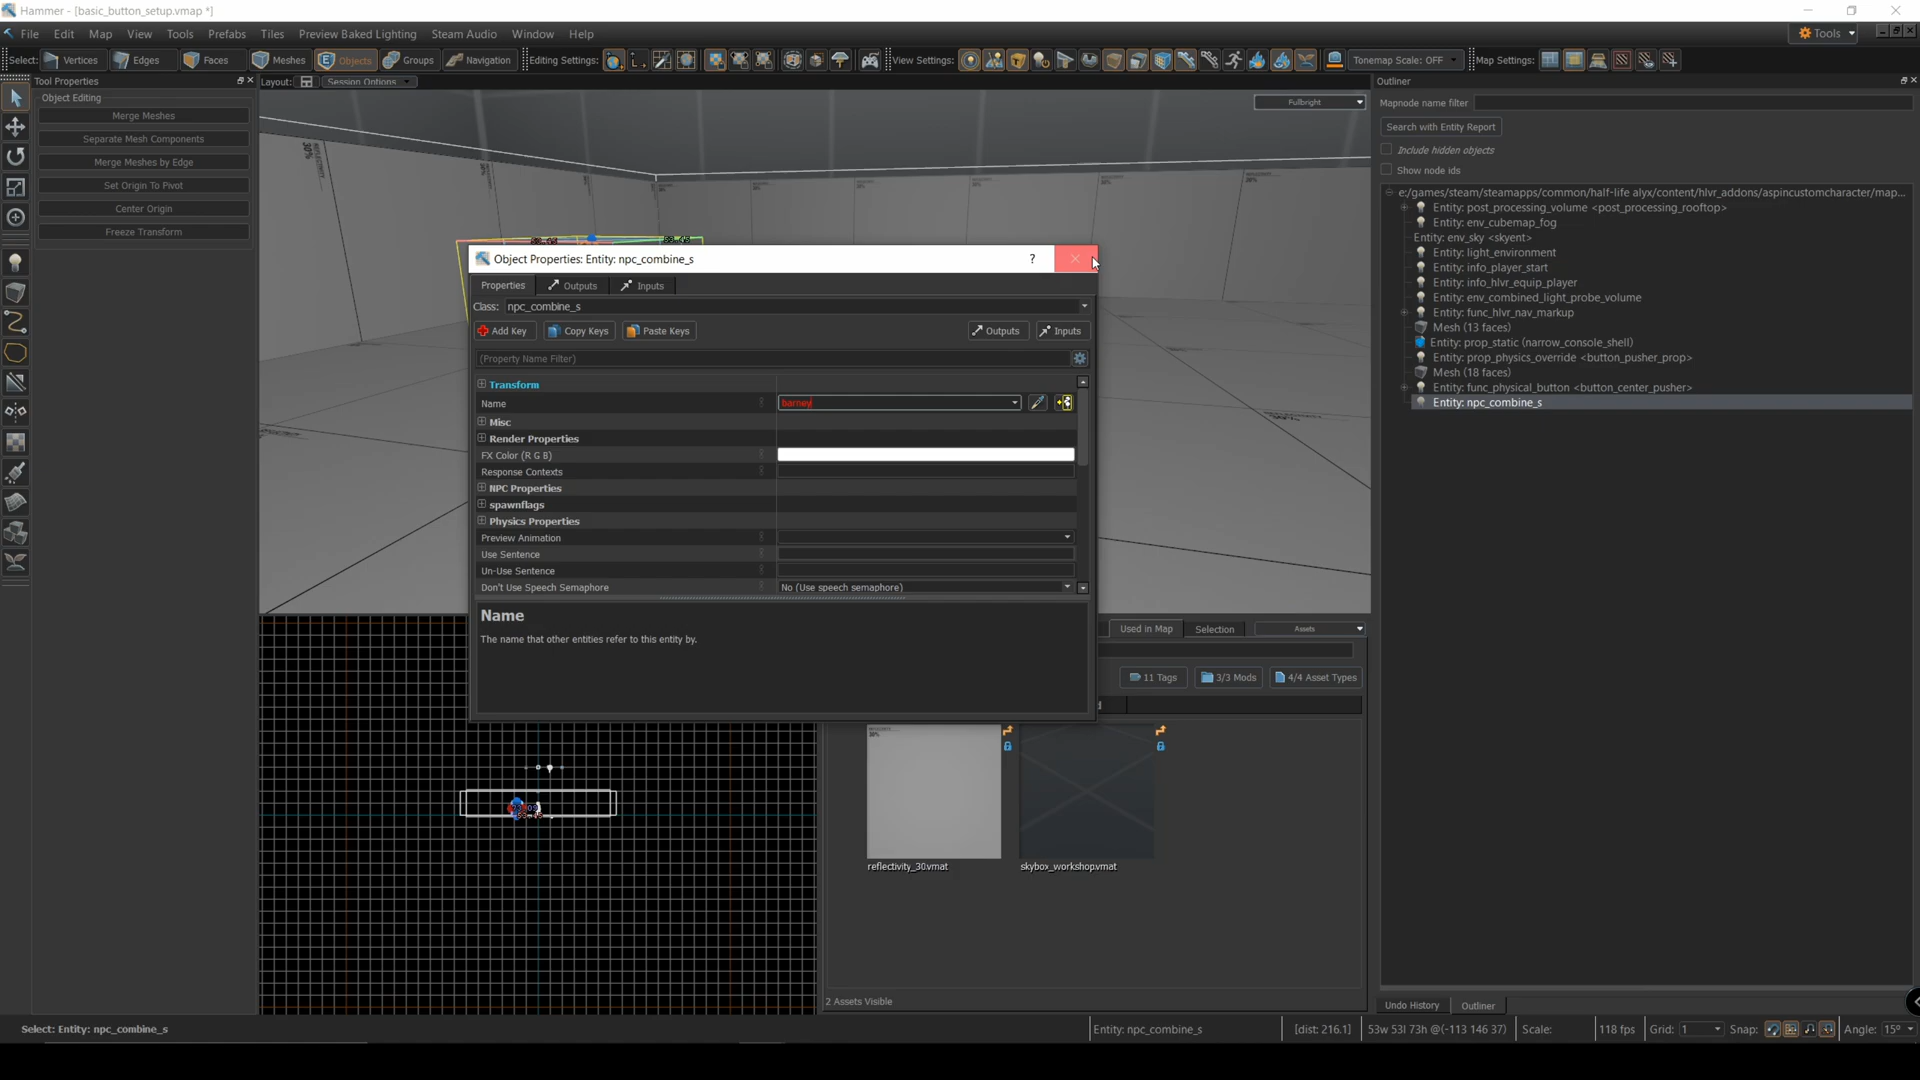 Hammer - [basic_button_setup.vmap *]
File Edit Map View Tools Prefabs Tiles Preview Baked Lighting Steam Audio Window Help
Tools
Select: Vertices Edges Faces Meshes Objects Groups Navigation Editing Settings: View Settings: Tonemap Scale: OFF Map Settings:
Tool Properties
Layout: Session Options
Outliner
Object Editing
Merge Meshes
Separate Mesh Components
Merge Meshes by Edge
Set Origin To Pivot
Center Origin
Freeze Transform
Fullbright
Mapnode name filter
Search with Entity Report
Include hidden objects
Show node ids
e:/games/steam/steamapps/common/half-life alyx/content/hlvr_addons/aspincustomcharacter/map...
Entity: post_processing_volume <post_processing_rooftop>
Entity: env_cubemap_fog
Entity: env_sky <skyent>
Entity: light_environment
Entity: info_player_start
Entity: info_hlvr_equip_player
Entity: env_combined_light_probe_volume
Entity: func_hlvr_nav_markup
Mesh (13 faces)
Entity: prop_static (narrow_console_shell)
Entity: prop_physics_override <button_pusher_prop>
Mesh (18 faces)
Entity: func_physical_button <button_center_pusher>
Entity: npc_combine_s
Object Properties: Entity: npc_combine_s
?
Properties Outputs Inputs
Class: npc_combine_s
Add Key Copy Keys Paste Keys Outputs Inputs
(Property Name Filter)
Transform
Name barney
Misc
Render Properties
FX Color (R G B)
Response Contexts
NPC Properties
spawnflags
Physics Properties
Preview Animation
Use Sentence
Un-Use Sentence
Don't Use Speech Semaphore No (Use speech semaphore)
Name
The name that other entities refer to this entity by.
Used in Map Selection Assets
11 Tags 3/3 Mods 4/4 Asset Types
reflectivity_30.vmat skybox_workshop.vmat
2 Assets Visible
Undo History Outliner
Select: Entity: npc_combine_s
Entity: npc_combine_s
[dist: 216.1]
53w 53l 73h @(-113 146 37)
Scale:
118 fps
Grid: 1
Snap:
Angle: 15°